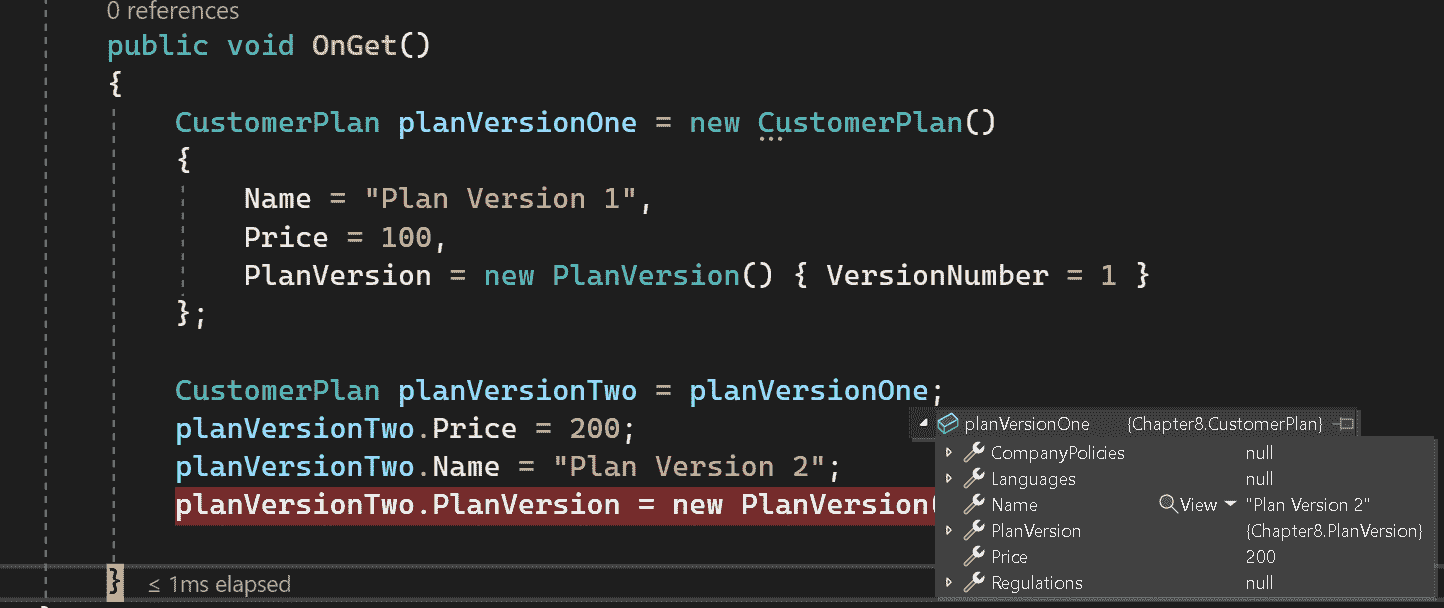 0 references
public void OnGet()
{
CustomerPlan planVersionOne = new CustomerPlan()
{
Name = "Plan Version 1",
Price = 100,
PlanVersion = new PlanVersion() { VersionNumber = 1 }
};
CustomerPlan planVersionTwo = planVersionOne;
planVersionTwo.Price = 200;
planVersionTwo.Name = "Plan Version 2";
planVersionTwo.PlanVersion = new PlanVersion(
} ≤ 1ms elapsed
planVersionOne {Chapter8.CustomerPlan}
CompanyPolicies null
Languages null
Name View "Plan Version 2"
PlanVersion {Chapter8.PlanVersion}
Price 200
Regulations null